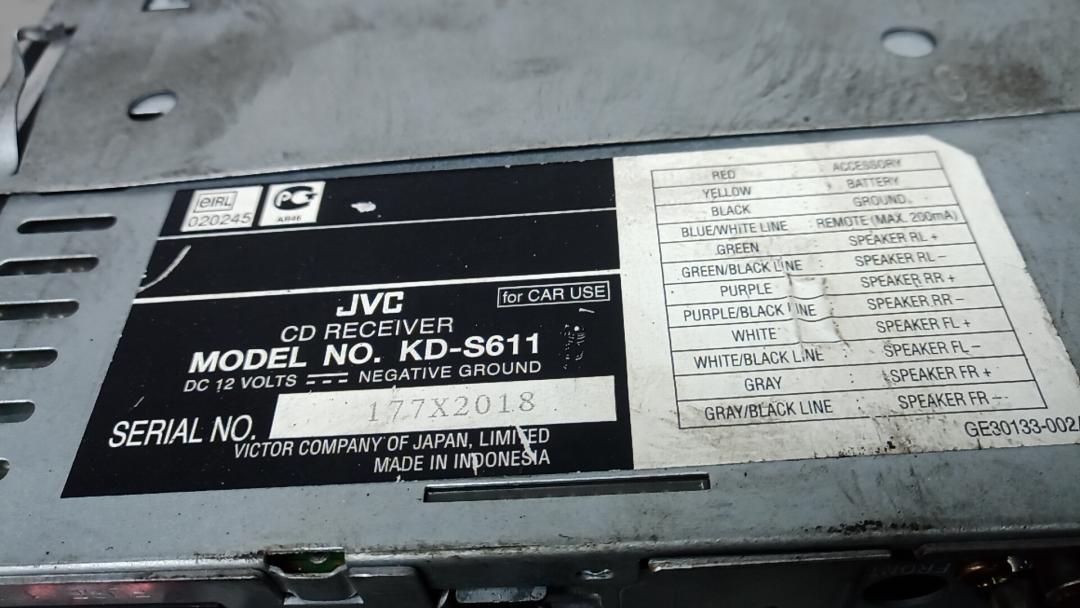 eIRL
020245
PG
AR46
JVC
for CAR USE
CD RECEIVER
MODEL NO. KD-S611
DC 12 VOLTS NEGATIVE GROUND
SERIAL NO. 177X2018
VICTOR COMPANY OF JAPAN, LIMITED
MADE IN INDONESIA
RED : ACCESSORY
YELLOW : BATTERY
BLACK : GROUND
BLUE/WHITE LINE : REMOTE (MAX. 200mA)
GREEN : SPEAKER RL +
GREEN/BLACK LINE : SPEAKER RL −
PURPLE : SPEAKER RR +
PURPLE/BLACK LINE : SPEAKER RR −
WHITE : SPEAKER FL +
WHITE/BLACK LINE : SPEAKER FL −
GRAY : SPEAKER FR +
GRAY/BLACK LINE : SPEAKER FR −
GE30133-002
FRONT